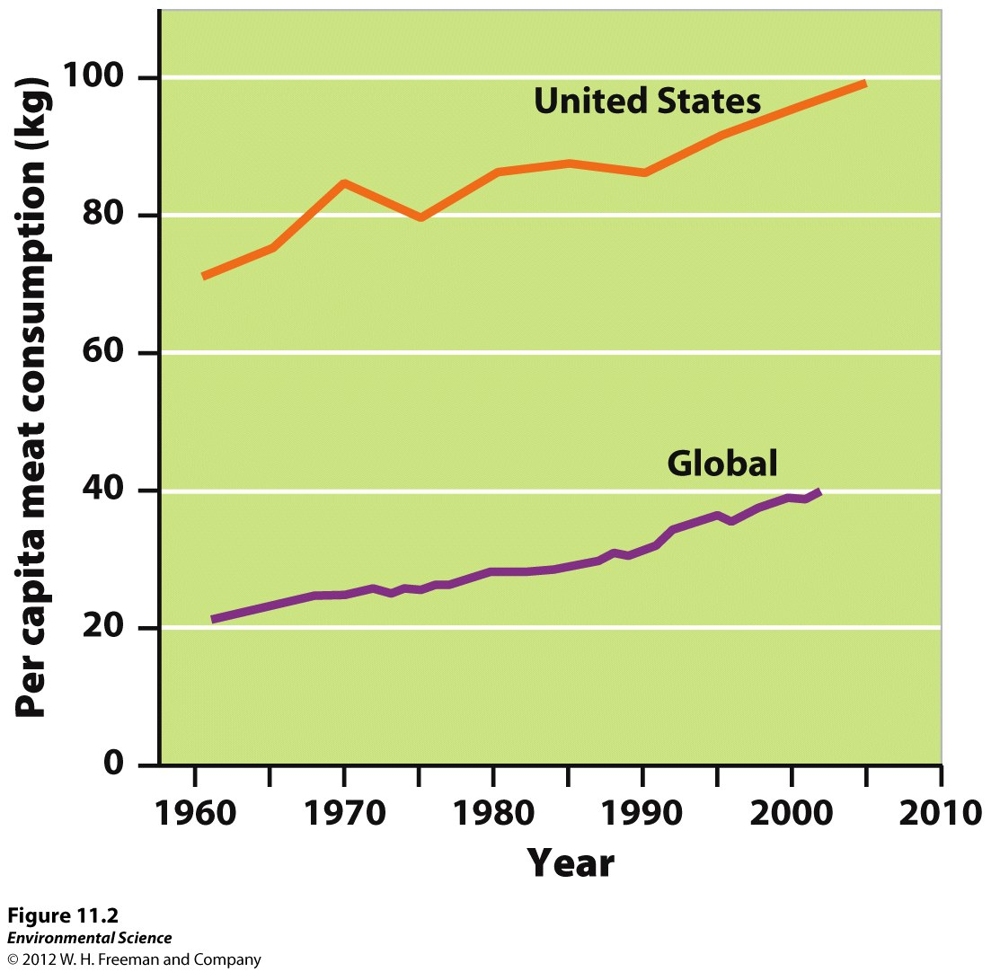 Per capita meat consumption (kg)
100
80
60
40
20
0
United States
Global
1960 1970 1980 1990 2000 2010
Year
Figure 11.2
Environmental Science
© 2012 W. H. Freeman and Company